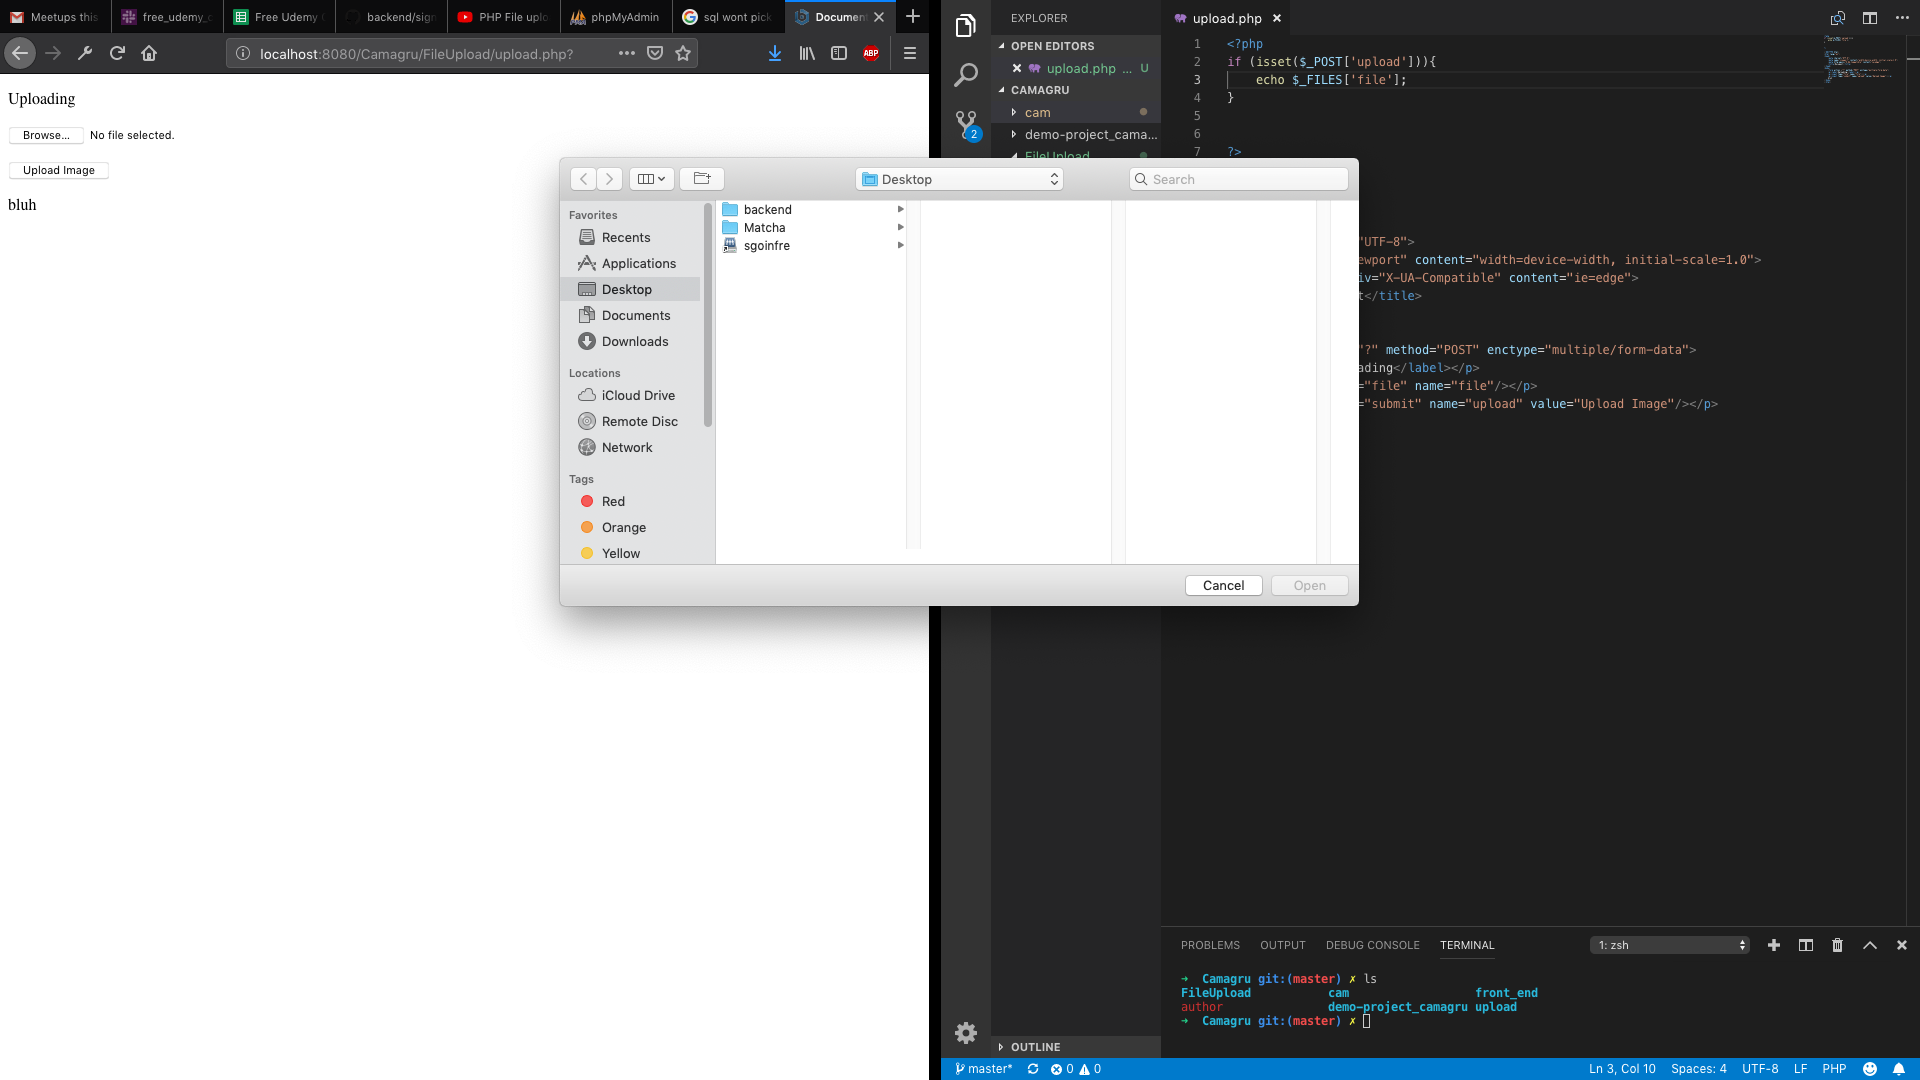 Meetups this
free_udemy_c
Free Udemy C
backend/sign
PHP File uplo
phpMyAdmin
sql wont pick
Documen
localhost:8080/Camagru/FileUpload/upload.php?
ABP
Uploading
Browse... No file selected.
Upload Image
bluh
EXPLORER
OPEN EDITORS
upload.php ... U
CAMAGRU
cam
demo-project_cama...
FileUpload
2
upload.php
1 <?php
2 if (isset($_POST['upload'])){
3 echo $_FILES['file'];
4 }
5
6
7 ?>
"UTF-8">
ewport" content="width=device-width, initial-scale=1.0">
iv="X-UA-Compatible" content="ie=edge">
t</title>
"?" method="POST" enctype="multiple/form-data">
ading</label></p>
="file" name="file"/></p>
="submit" name="upload" value="Upload Image"/></p>
Desktop
Search
Favorites
Recents
Applications
Desktop
Documents
Downloads
Locations
iCloud Drive
Remote Disc
Network
Tags
Red
Orange
Yellow
backend
Matcha
sgoinfre
Cancel Open
OUTLINE
PROBLEMS OUTPUT DEBUG CONSOLE TERMINAL
1: zsh
➜ Camagru git:(master) ✗ ls
FileUpload cam front_end
author demo-project_camagru upload
➜ Camagru git:(master) ✗
master* 0 0 Ln 3, Col 10 Spaces: 4 UTF-8 LF PHP